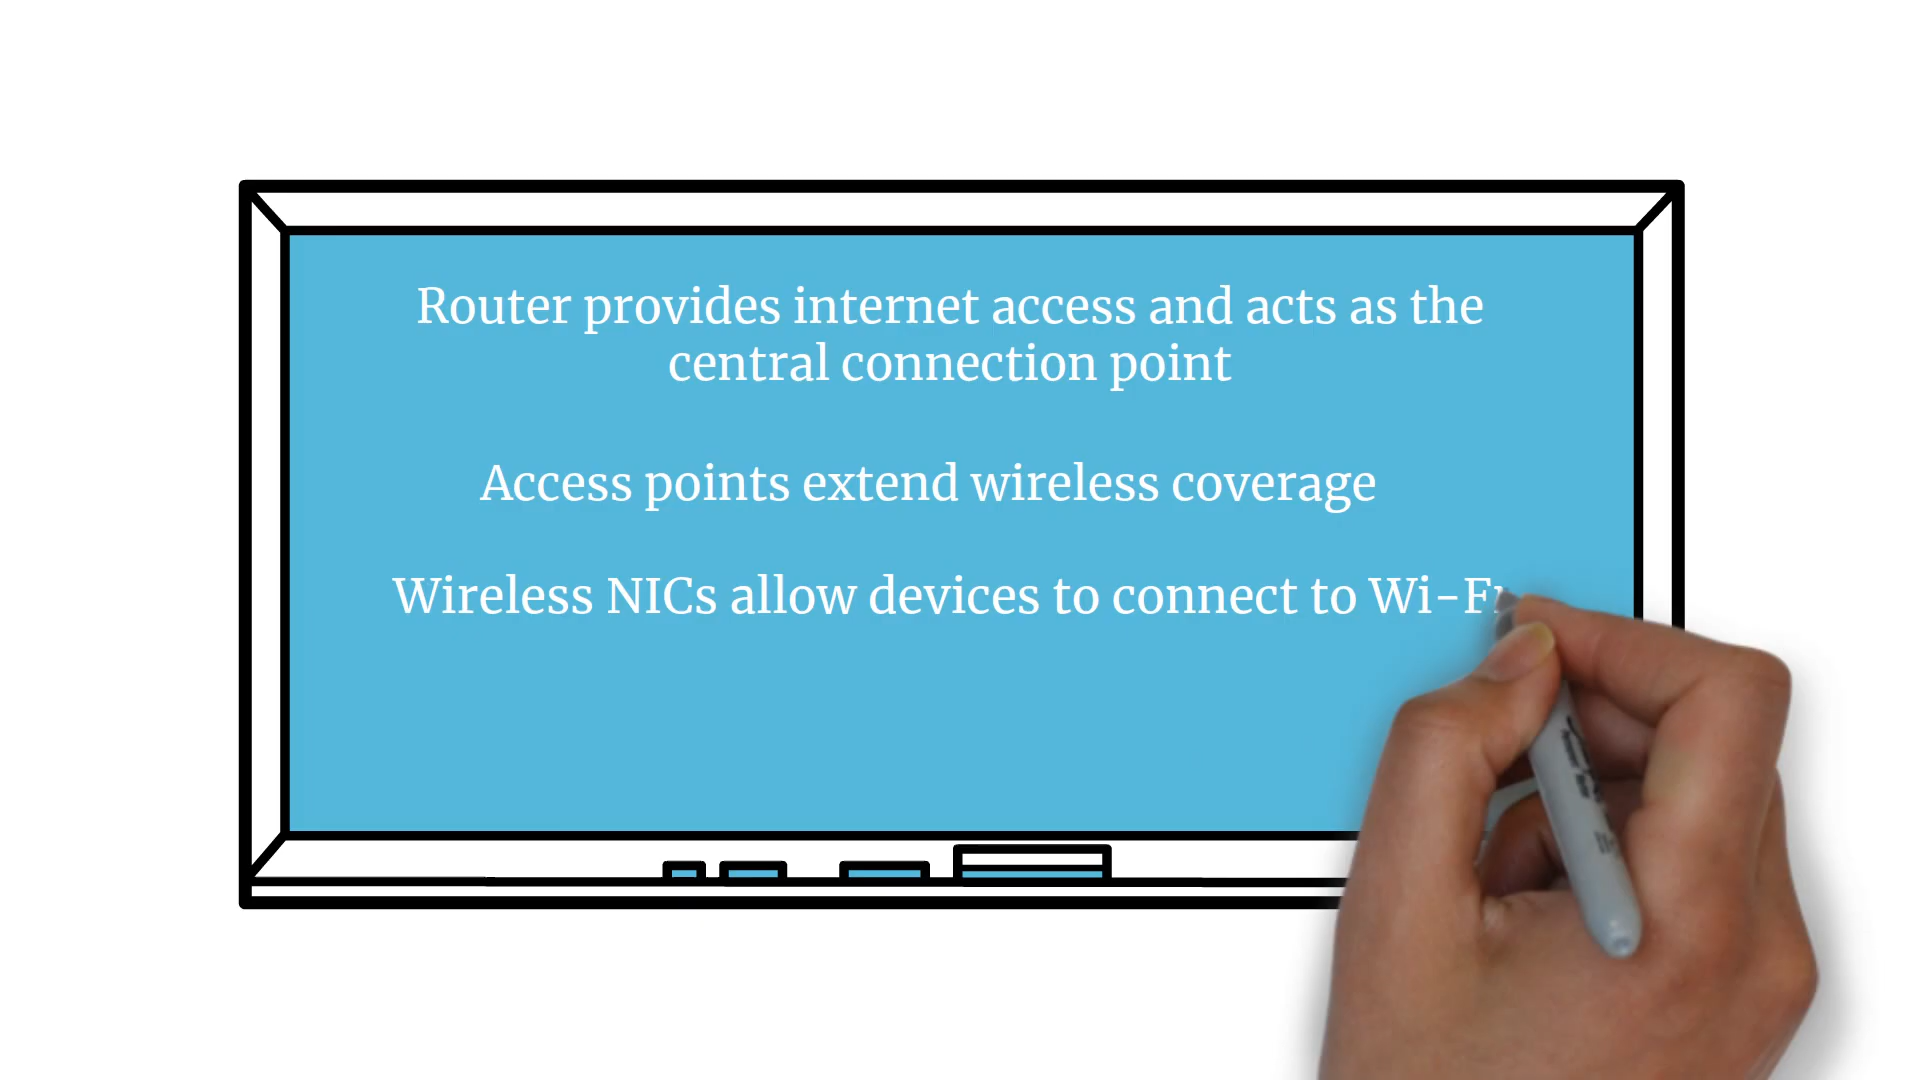 Router provides internet access and acts as the
central connection point
Access points extend wireless coverage
Wireless NICs allow devices to connect to Wi-F